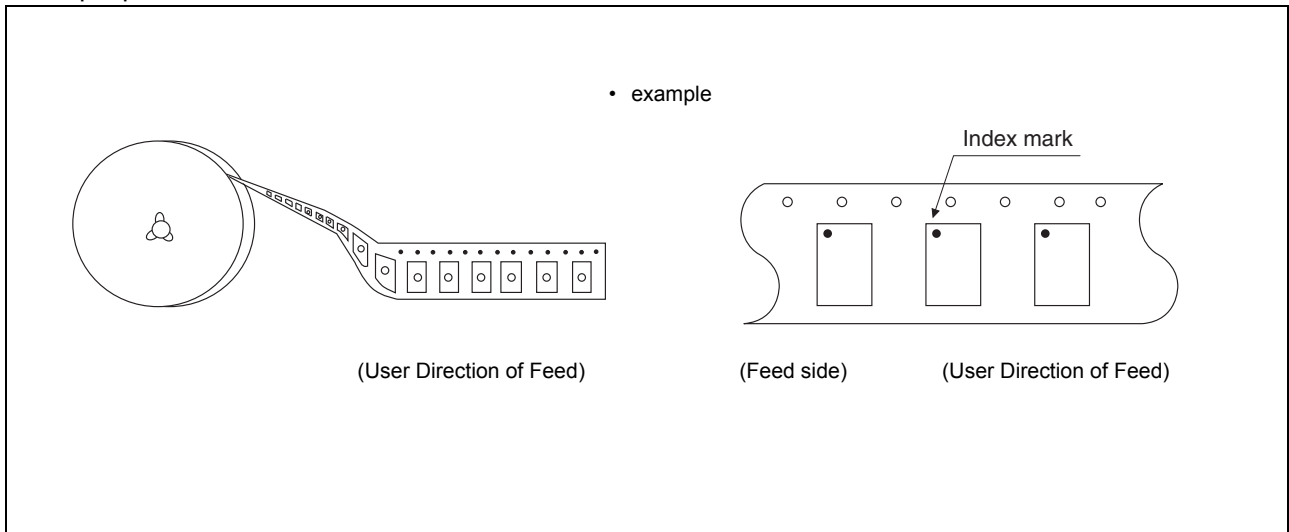 • example
Index mark
(User Direction of Feed)
(Feed side)
(User Direction of Feed)